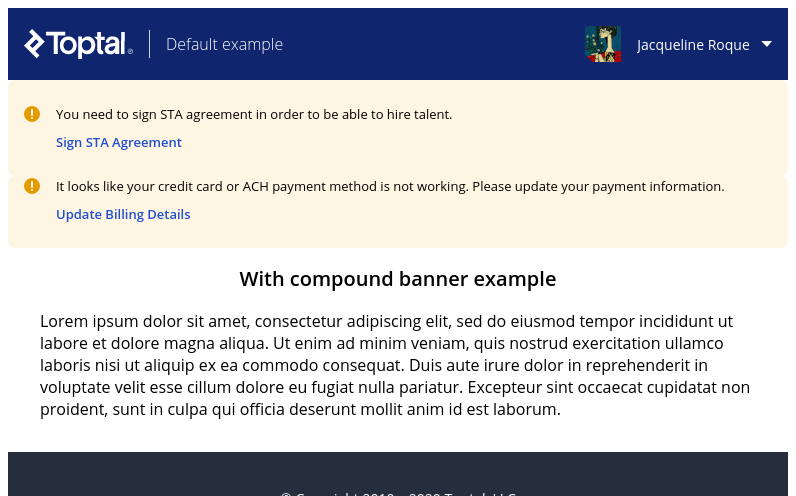 Toptal® Default example Jacqueline Roque
You need to sign STA agreement in order to be able to hire talent.
Sign STA Agreement
It looks like your credit card or ACH payment method is not working. Please update your payment information.
Update Billing Details
With compound banner example
Lorem ipsum dolor sit amet, consectetur adipiscing elit, sed do eiusmod tempor incididunt ut
labore et dolore magna aliqua. Ut enim ad minim veniam, quis nostrud exercitation ullamco
laboris nisi ut aliquip ex ea commodo consequat. Duis aute irure dolor in reprehenderit in
voluptate velit esse cillum dolore eu fugiat nulla pariatur. Excepteur sint occaecat cupidatat non
proident, sunt in culpa qui officia deserunt mollit anim id est laborum.
© Copyright 2010 – 2020 Toptal, LLC